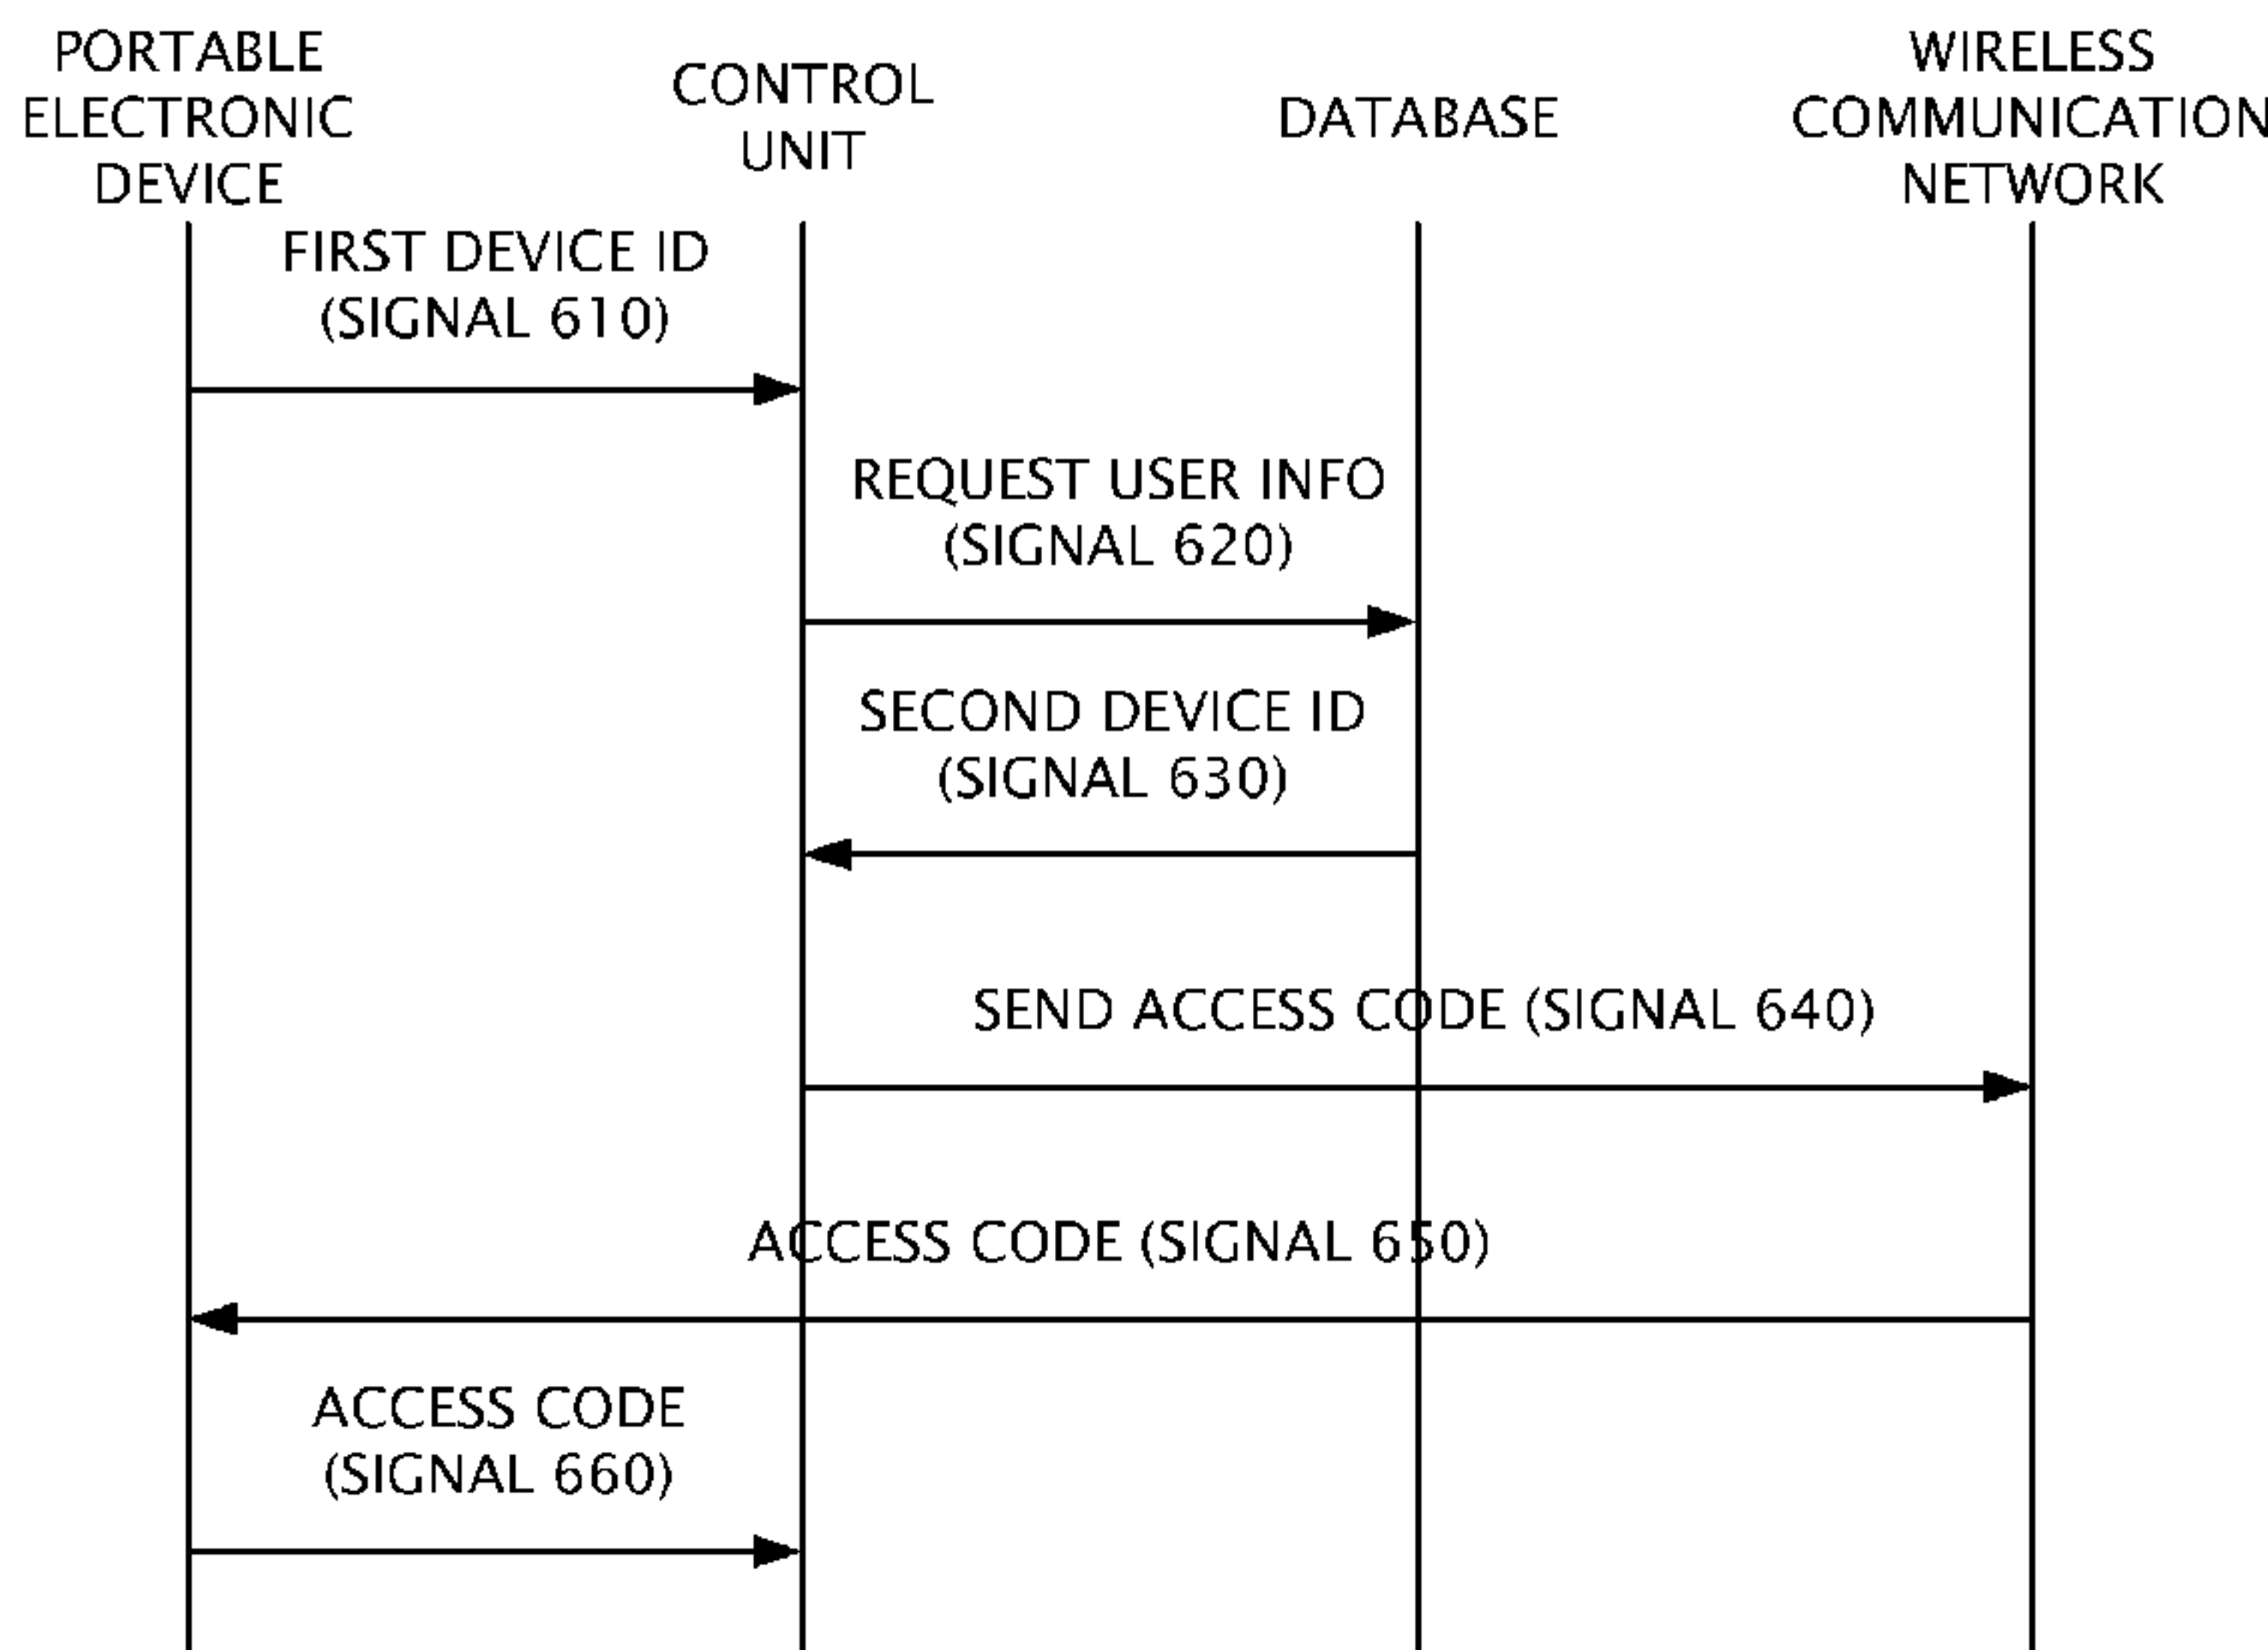 PORTABLE
ELECTRONIC
DEVICE
CONTROL
UNIT
DATABASE
WIRELESS
COMMUNICATION
NETWORK
FIRST DEVICE ID
(SIGNAL 610)
REQUEST USER INFO
(SIGNAL 620)
SECOND DEVICE ID
(SIGNAL 630)
SEND ACCESS CODE (SIGNAL 640)
ACCESS CODE (SIGNAL 650)
ACCESS CODE
(SIGNAL 660)